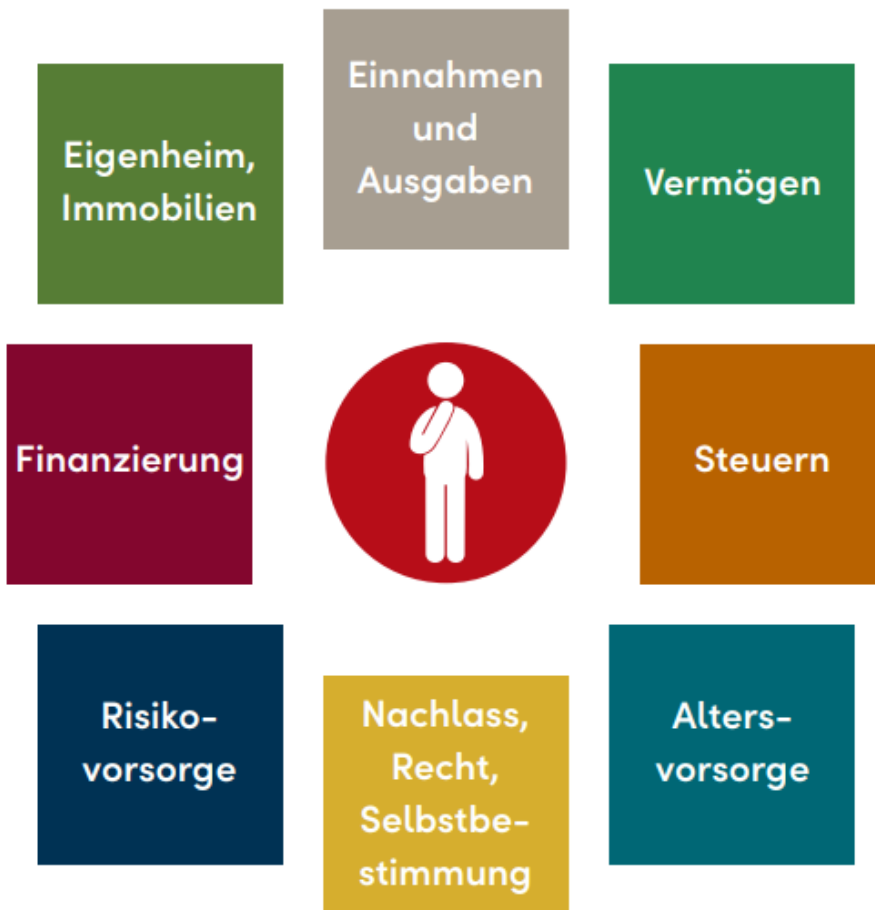 Einnahmen
und
Ausgaben
Eigenheim,
Immobilien
Vermögen
Finanzierung
Steuern
Risiko-
vorsorge
Nachlass,
Recht,
Selbstbe-
stimmung
Alters-
vorsorge